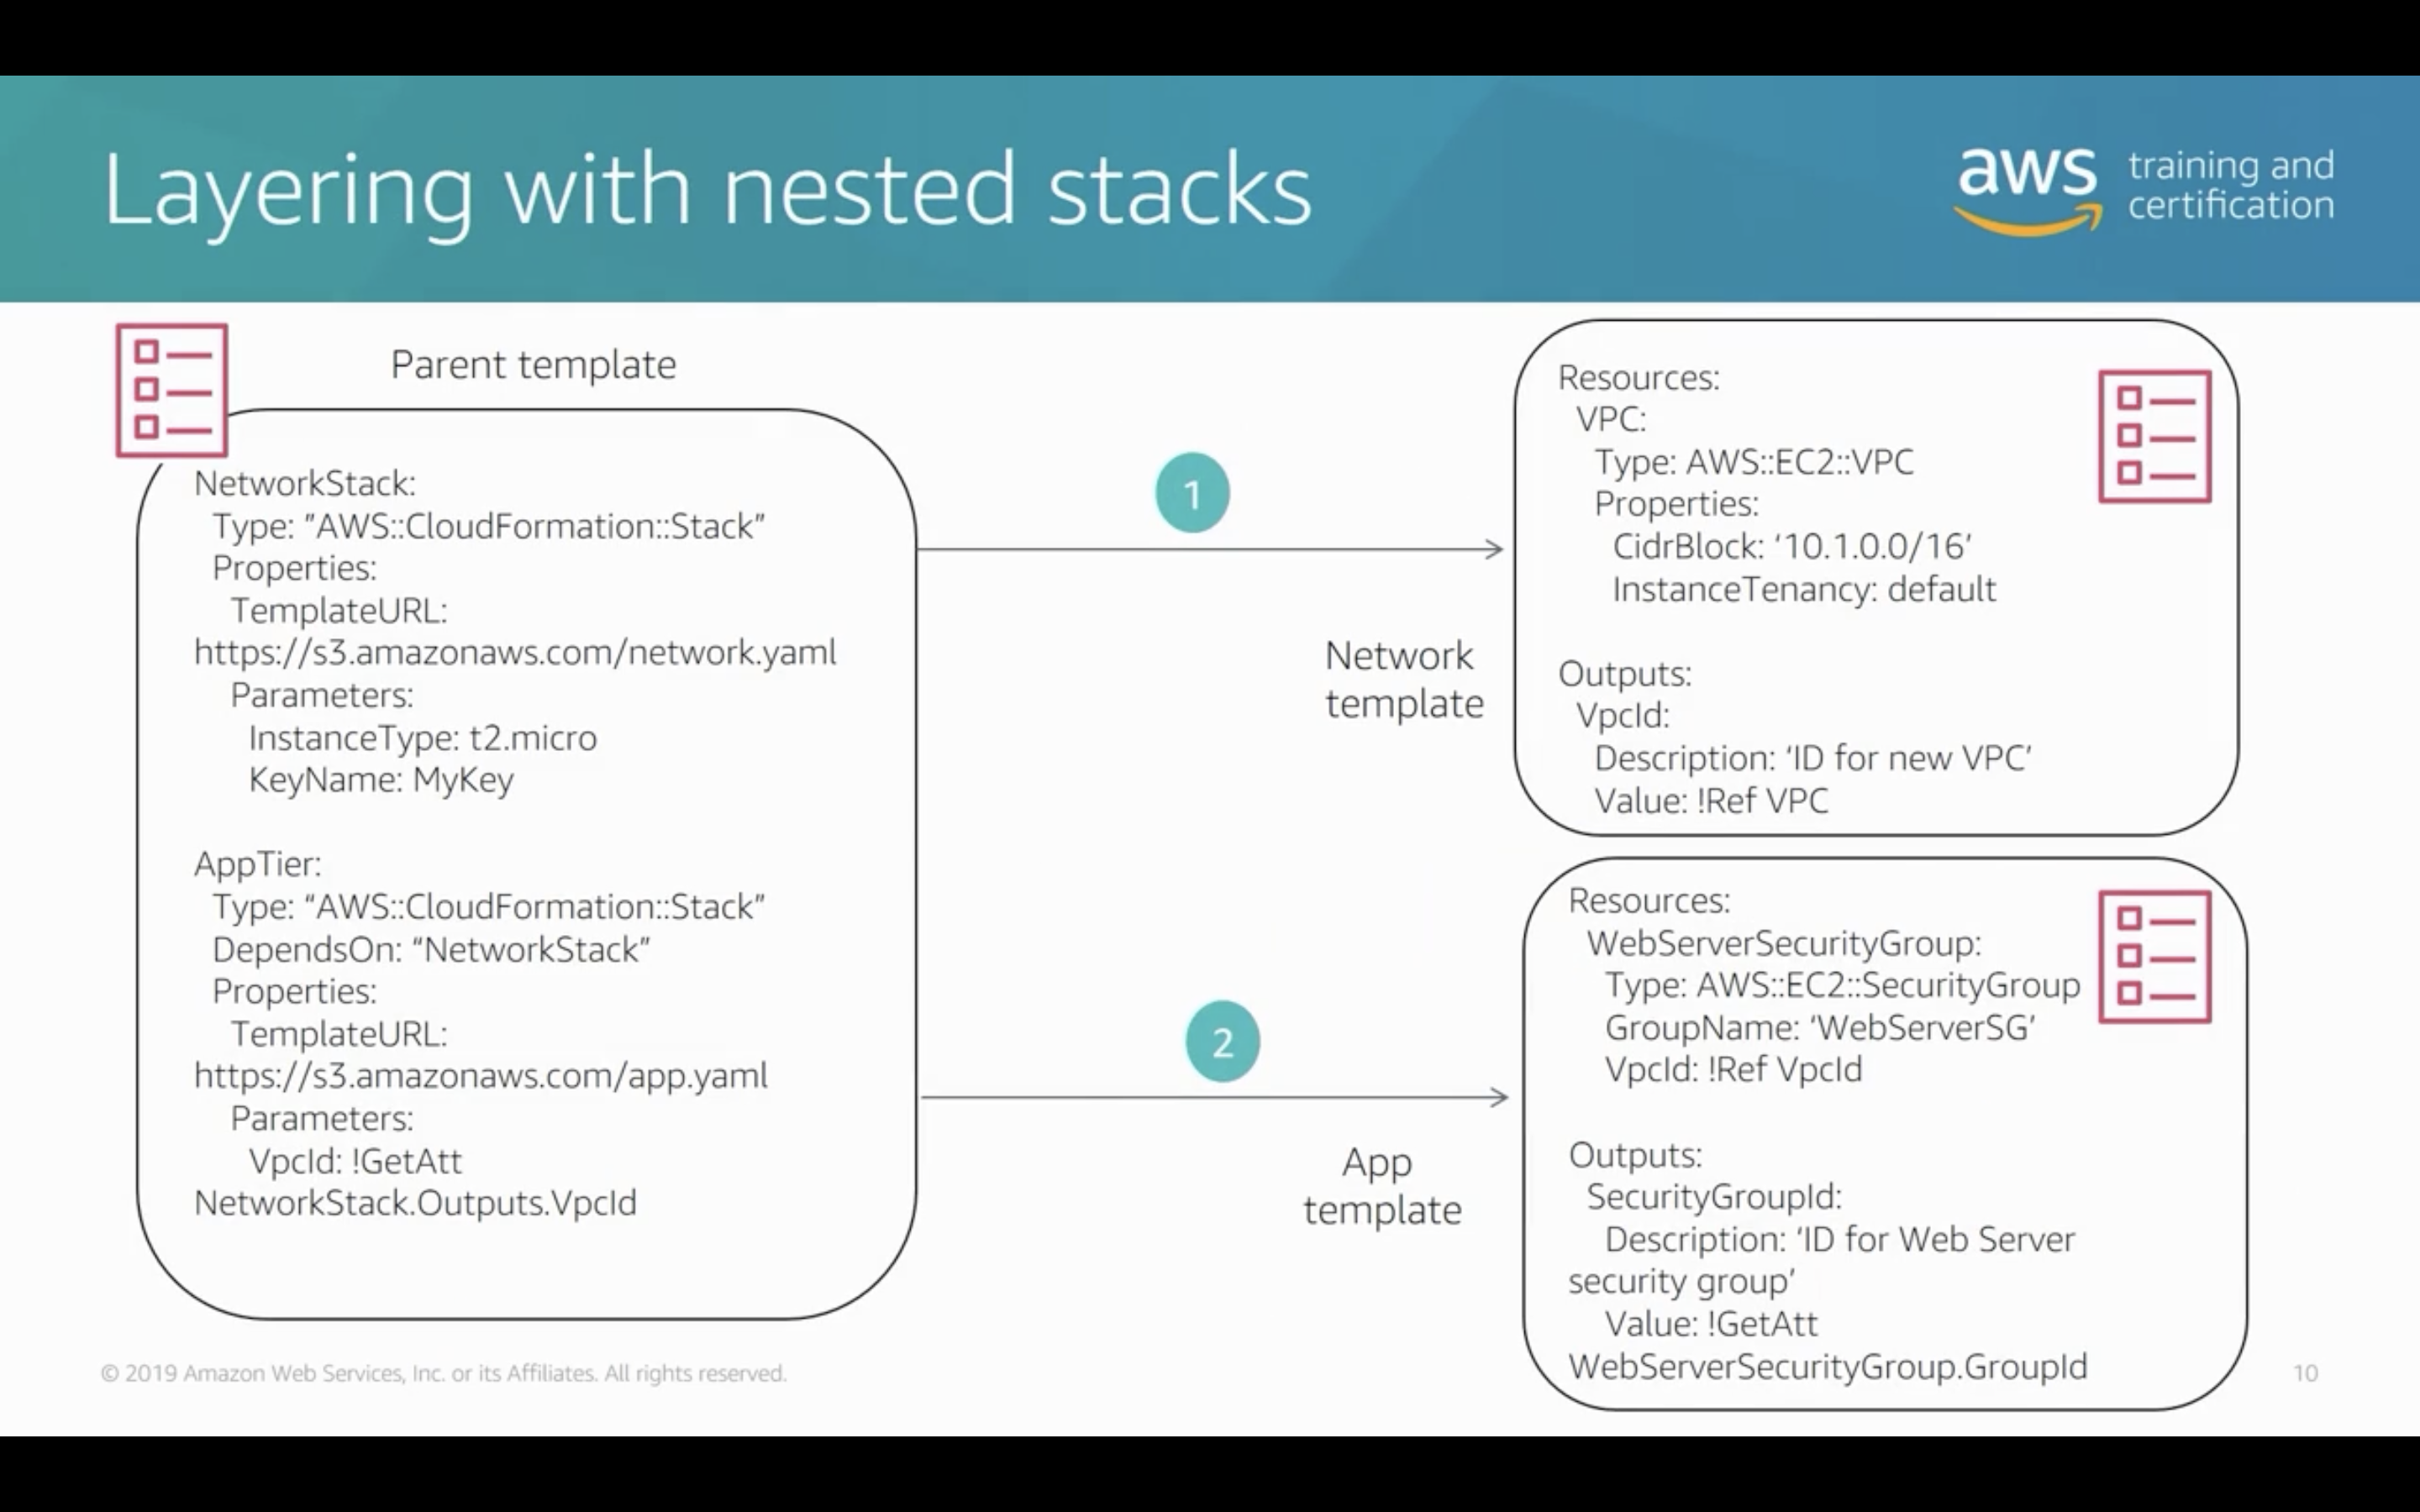 Layering with nested stacks
aws training and
certification
Parent template
NetworkStack:
Type: ”AWS::CloudFormation::Stack”
Properties:
TemplateURL:
https://s3.amazonaws.com/network.yaml
Parameters:
InstanceType: t2.micro
KeyName: MyKey
AppTier:
Type: “AWS::CloudFormation::Stack”
DependsOn: “NetworkStack”
Properties:
TemplateURL:
https://s3.amazonaws.com/app.yaml
Parameters:
VpcId: !GetAtt
NetworkStack.Outputs.VpcId
1
Network
template
Resources:
VPC:
Type: AWS::EC2::VPC
Properties:
CidrBlock: ‘10.1.0.0/16’
InstanceTenancy: default
Outputs:
VpcId:
Description: ‘ID for new VPC’
Value: !Ref VPC
2
App
template
Resources:
WebServerSecurityGroup:
Type: AWS::EC2::SecurityGroup
GroupName: ‘WebServerSG’
VpcId: !Ref VpcId
Outputs:
SecurityGroupId:
Description: ‘ID for Web Server
security group’
Value: !GetAtt
WebServerSecurityGroup.GroupId
© 2019 Amazon Web Services, Inc. or its Affiliates. All rights reserved.
10